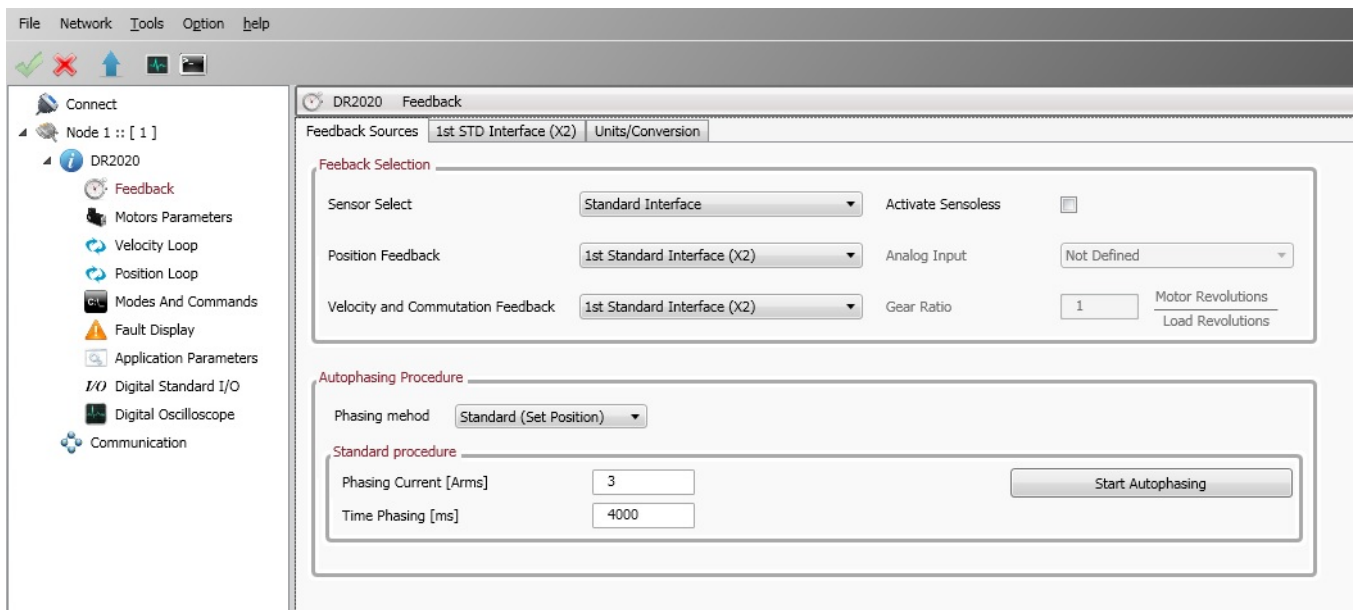 File Network Tools Option help
Connect
Node 1 :: [ 1 ]
DR2020
Feedback
Motors Parameters
Velocity Loop
Position Loop
C:\_ Modes And Commands
Fault Display
Application Parameters
I/O Digital Standard I/O
Digital Oscilloscope
Communication
DR2020 Feedback
Feedback Sources 1st STD Interface (X2) Units/Conversion
Feeback Selection
Sensor Select Standard Interface Activate Sensoless
Position Feedback 1st Standard Interface (X2) Analog Input Not Defined
Velocity and Commutation Feedback 1st Standard Interface (X2) Gear Ratio 1 Motor Revolutions
Load Revolutions
Autophasing Procedure
Phasing mehod Standard (Set Position)
Standard procedure
Phasing Current [Arms] 3 Start Autophasing
Time Phasing [ms] 4000